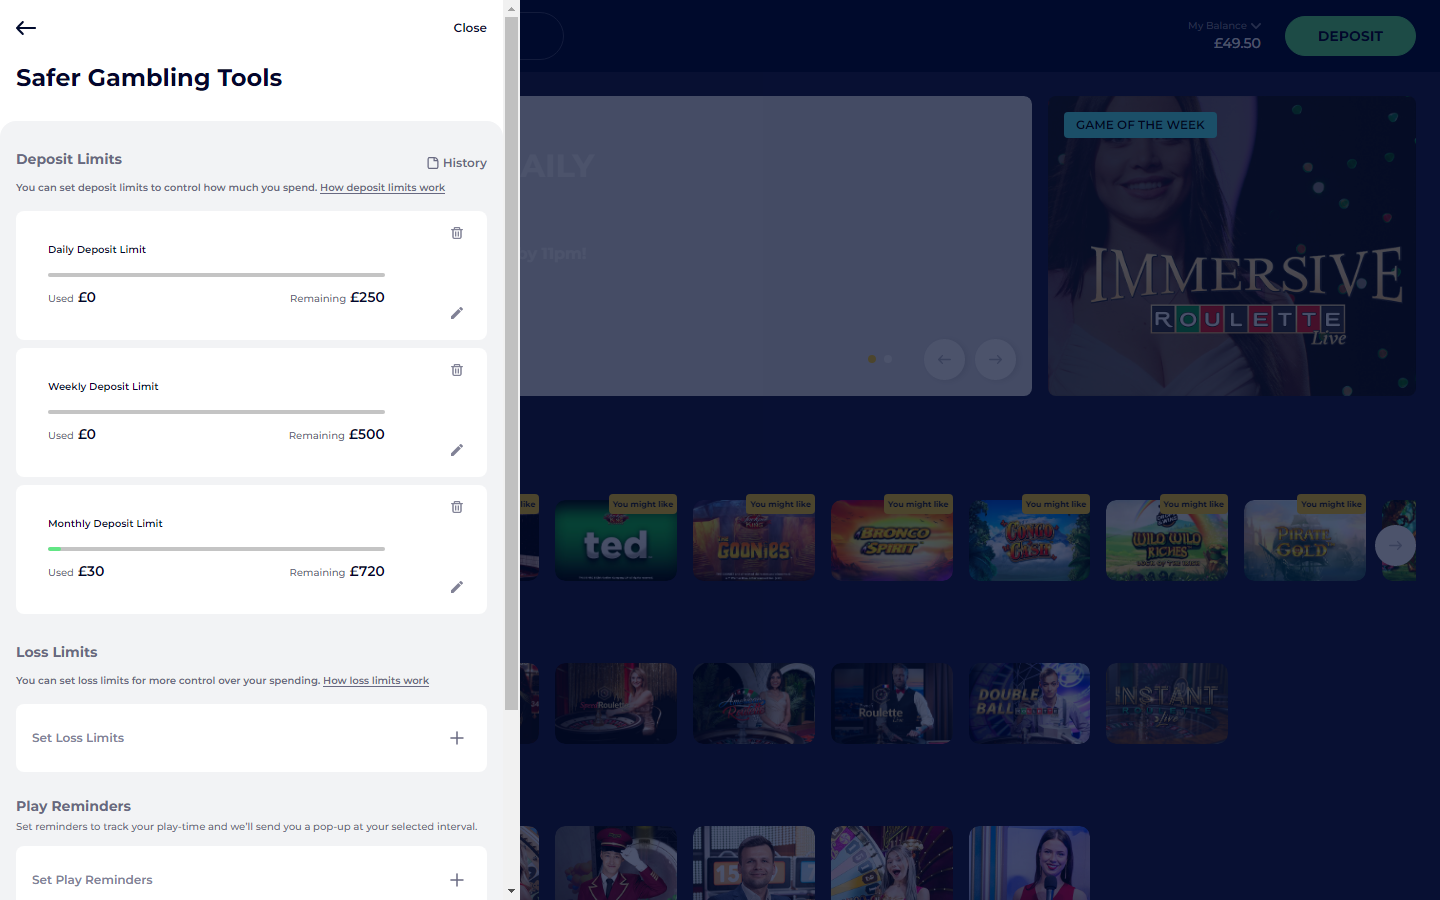 Close
Safer Gambling Tools
Deposit Limits
History
You can set deposit limits to control how much you spend. How deposit limits work
Daily Deposit Limit
Used £0
Remaining £250
Weekly Deposit Limit
Used £0
Remaining £500
Monthly Deposit Limit
Used £30
Remaining £720
Loss Limits
You can set loss limits for more control over your spending. How loss limits work
Set Loss Limits
Play Reminders
Set reminders to track your play-time and we'll send you a pop-up at your selected interval.
Set Play Reminders
My Balance
£49.50
DEPOSIT
AILY
by 11pm!
GAME OF THE WEEK
IMMERSIVE
ROULETTE
Live
like
You might like
You might like
You might like
You might like
You might like
You might like
ted
THE GOONIES
BRONCO SPIRIT
WILD WILD RICHES
PIRATE GOLD
Roulette
DOUBLE BALL
INSTANT